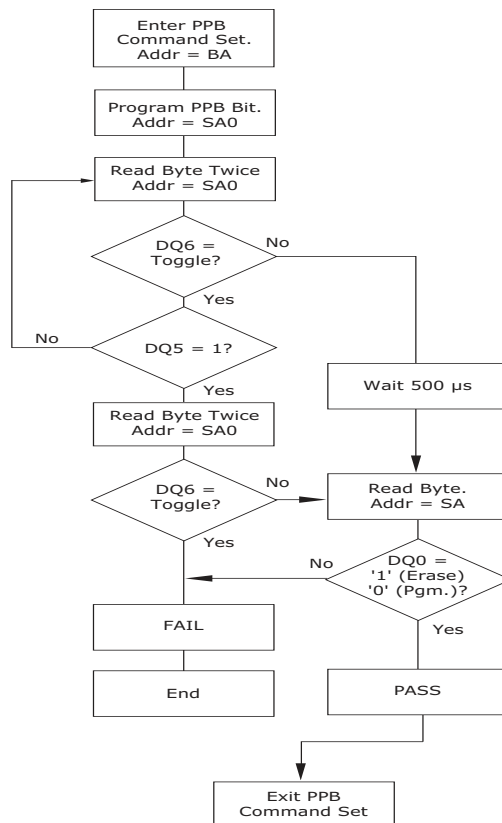 Enter PPB
Command Set.
Addr = BA
Program PPB Bit.
Addr = SA0
Read Byte Twice
Addr = SA0
DQ6 =
Toggle?
No
Yes
DQ5 = 1?
No
Yes
Wait 500 µs
Read Byte Twice
Addr = SA0
DQ6 =
Toggle?
No
Yes
Read Byte.
Addr = SA
DQ0 =
'1' (Erase)
'0' (Pgm.)?
No
Yes
FAIL
End
PASS
Exit PPB
Command Set